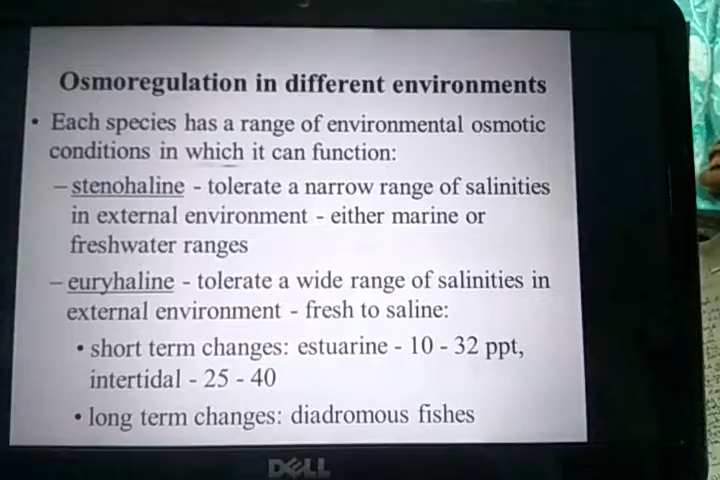 Osmoregulation in different environments
• Each species has a range of environmental osmotic
conditions in which it can function:
– stenohaline - tolerate a narrow range of salinities
in external environment - either marine or
freshwater ranges
– euryhaline - tolerate a wide range of salinities in
external environment - fresh to saline:
• short term changes: estuarine - 10 - 32 ppt,
intertidal - 25 - 40
• long term changes: diadromous fishes
DELL